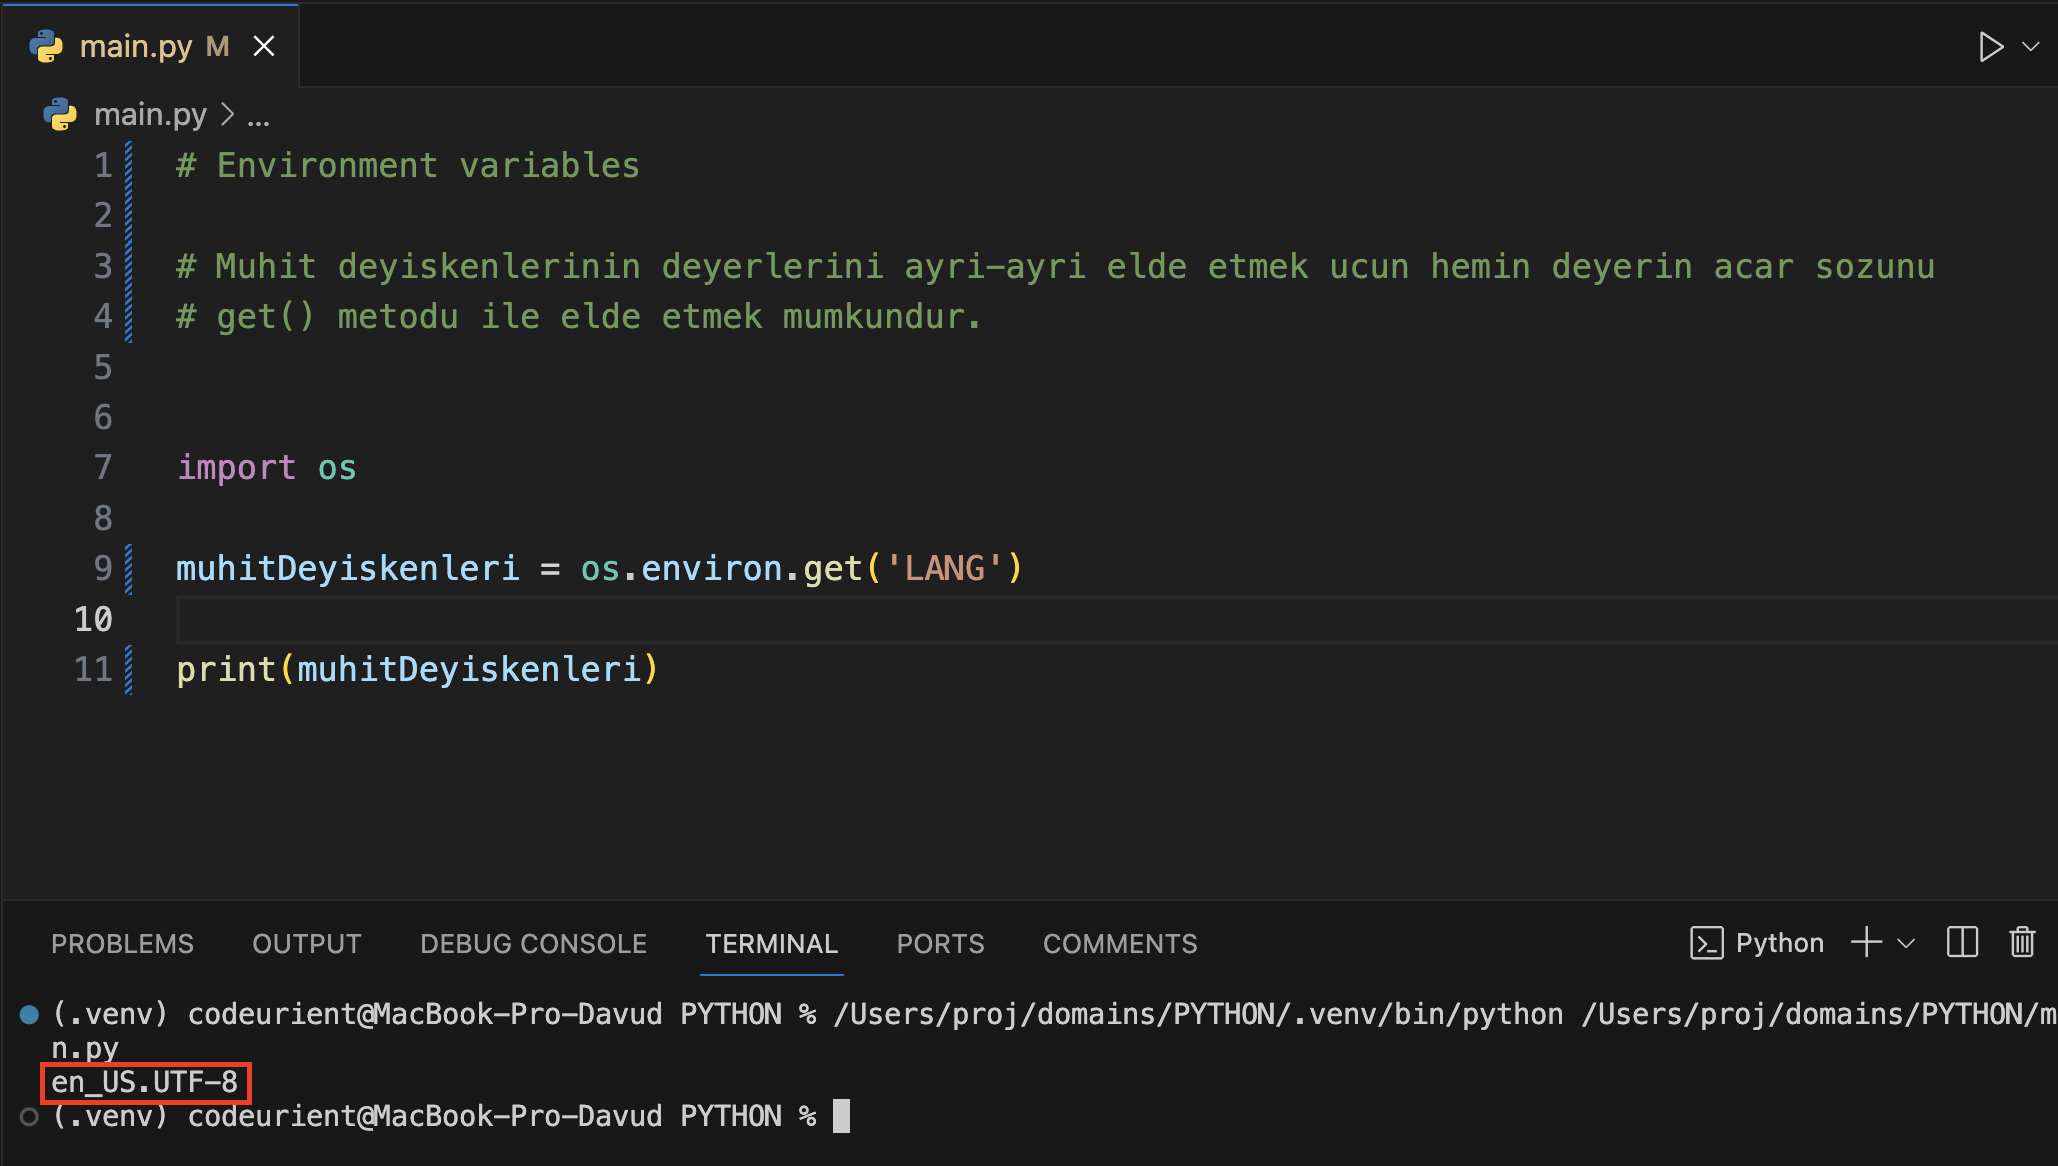 main.py M
main.py > ...
1 # Environment variables
2
3 # Muhit deyiskenlerinin deyerlerini ayri-ayri elde etmek ucun hemin deyerin acar sozunu
4 # get() metodu ile elde etmek mumkundur.
5
6
7 import os
8
9 muhitDeyiskenleri = os.environ.get('LANG')
10
11 print(muhitDeyiskenleri)
PROBLEMS OUTPUT DEBUG CONSOLE TERMINAL PORTS COMMENTS Python
(.venv) codeurient@MacBook-Pro-Davud PYTHON % /Users/proj/domains/PYTHON/.venv/bin/python /Users/proj/domains/PYTHON/m
n.py
en_US.UTF-8
(.venv) codeurient@MacBook-Pro-Davud PYTHON %